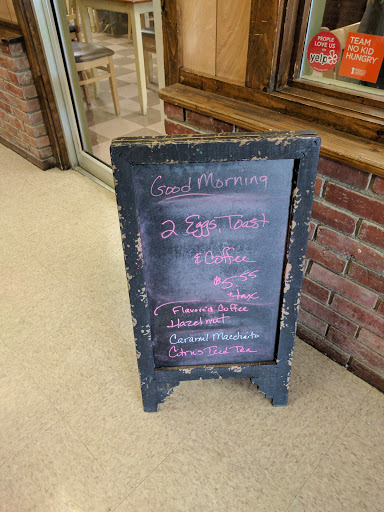 PEOPLE
LOVE US
yelp
TEAM
NO KID
HUNGRY
Good Morning
2 Eggs, Toast
& Coffee
$5.55
+ tax
Flavored Coffee
Hazelnut
Caramel Macchiato
Citrus Iced Tea